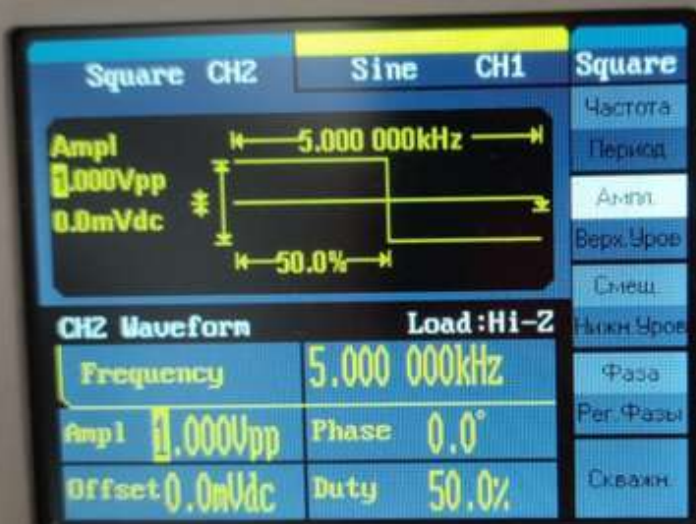 Square CH2
Sine CH1
Square
Ampl
5.000 000kHz
1.000Vpp
0.0mVdc
50.0%
CH2 Waveform
Load:Hi-Z
Frequency
5.000 000kHz
Ampl 1.000Vpp
Phase 0.0°
Offset 0.0mVdc
Duty 50.0%
Частота
Период
Ампл.
Верх.Уров
Смещ.
Нижн.Уров
Фаза
Рег.Фазы
Скважн.